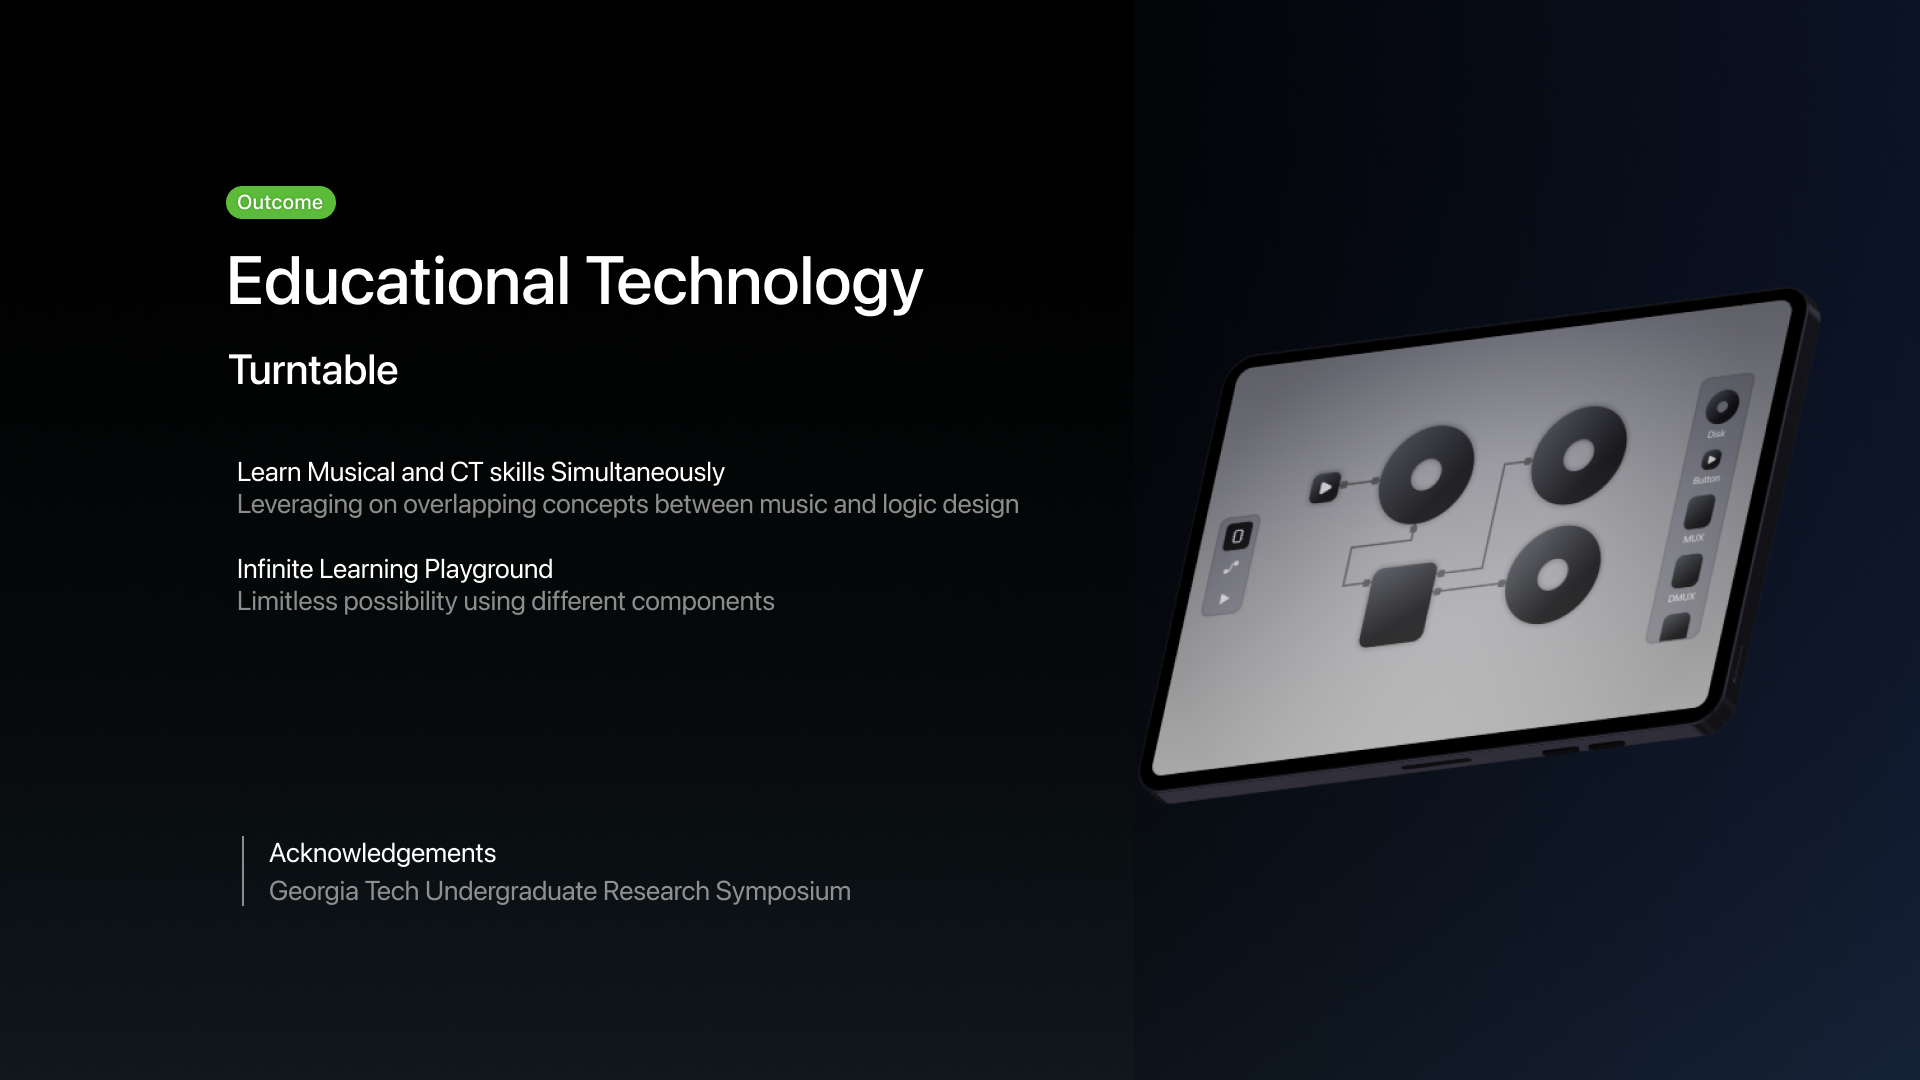 Outcome
Educational Technology
Turntable
Learn Musical and CT skills Simultaneously
Leveraging on overlapping concepts between music and logic design
Infinite Learning Playground
Limitless possibility using different components
Acknowledgements
Georgia Tech Undergraduate Research Symposium
Disk
Button
MUX
DMUX